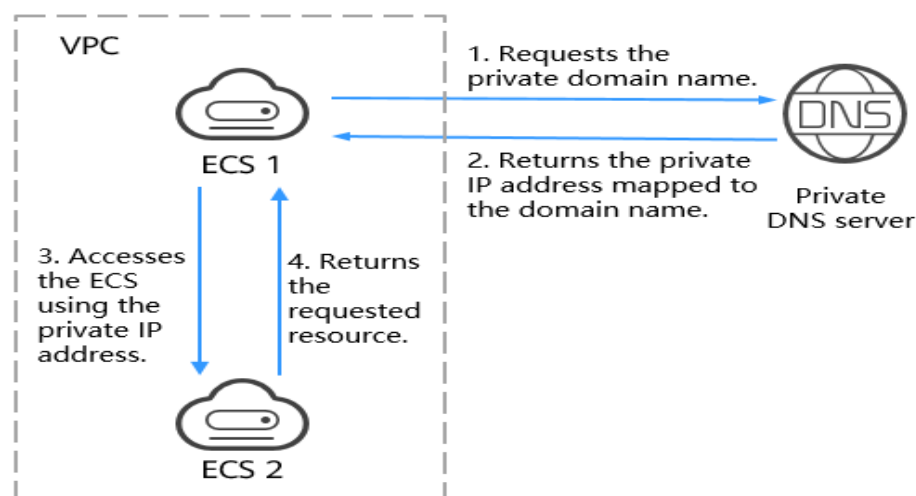 VPC
1. Requests the
private domain name.
DNS
ECS 1
2. Returns the private
IP address mapped to
the domain name.
Private
DNS server
3. Accesses
the ECS
using the
private IP
address.
4. Returns
the
requested
resource.
ECS 2